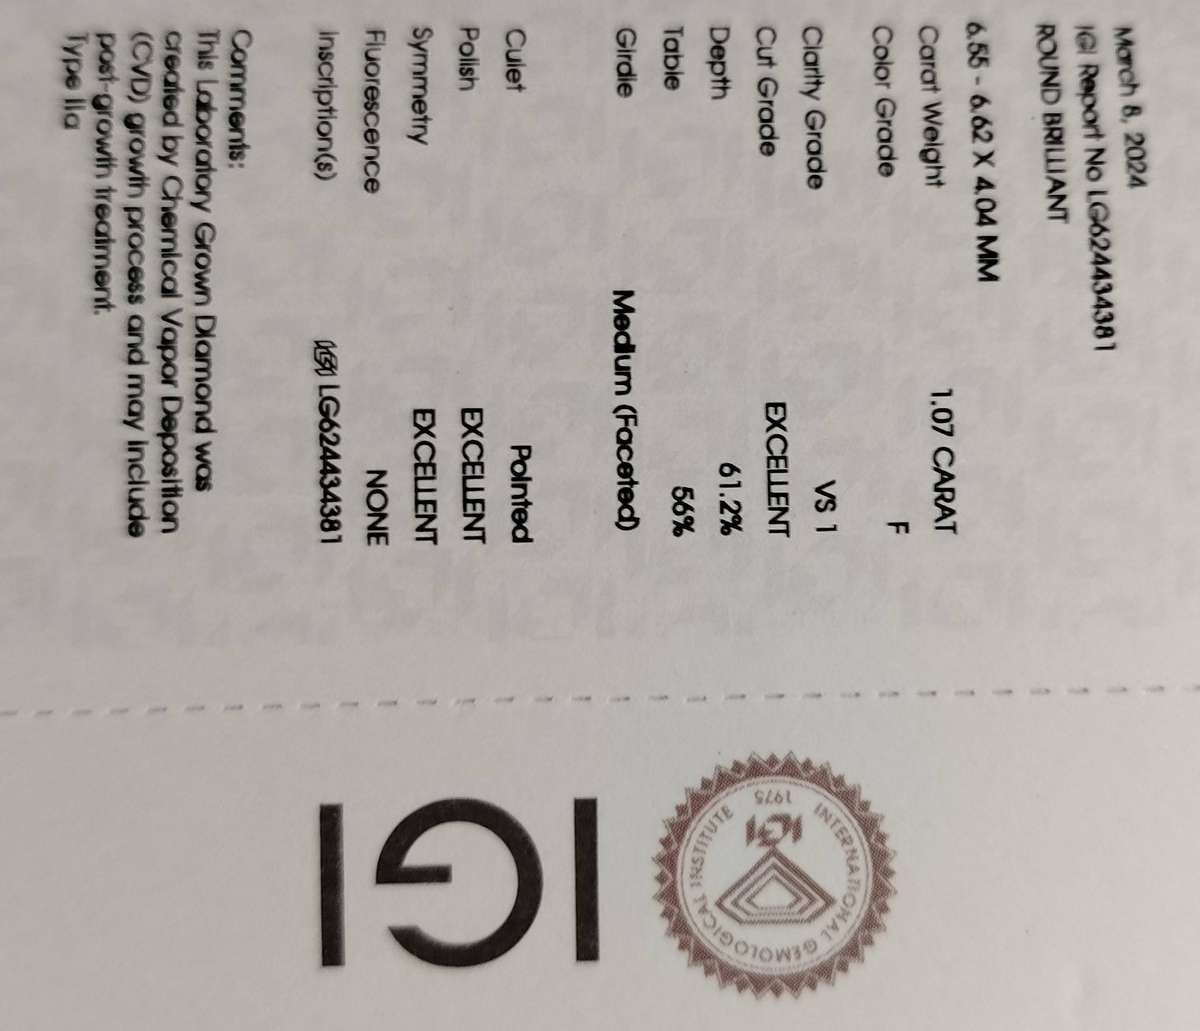 March 8, 2024
IGI Report No LG624434381
ROUND BRILLIANT
6.55 - 6.62 X 4.04 MM
Carat Weight 1.07 CARAT
Color Grade F
Clarity Grade VS 1
Cut Grade EXCELLENT
Depth 61.2%
Table 56%
Girdle Medium (Faceted)
Culet Pointed
Polish EXCELLENT
Symmetry EXCELLENT
Fluorescence NONE
Inscription(s) IGI LG624434381
Comments:
This Laboratory Grown Diamond was
created by Chemical Vapor Deposition
(CVD) growth process and may include
post-growth treatment.
Type IIa
INTERNATIONAL GEMOLOGICAL INSTITUTE
IGI
1975
IGI